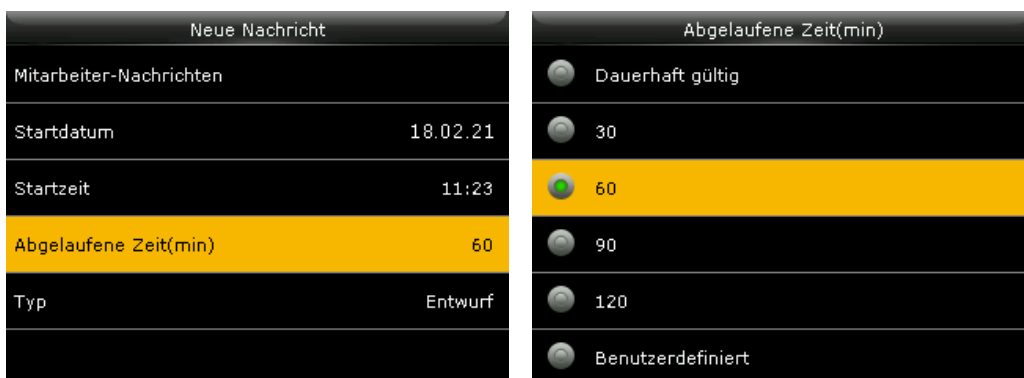 Neue Nachricht
Mitarbeiter-Nachrichten
Startdatum 18.02.21
Startzeit 11:23
Abgelaufene Zeit(min) 60
Typ Entwurf
Abgelaufene Zeit(min)
Dauerhaft gültig
30
60
90
120
Benutzerdefiniert